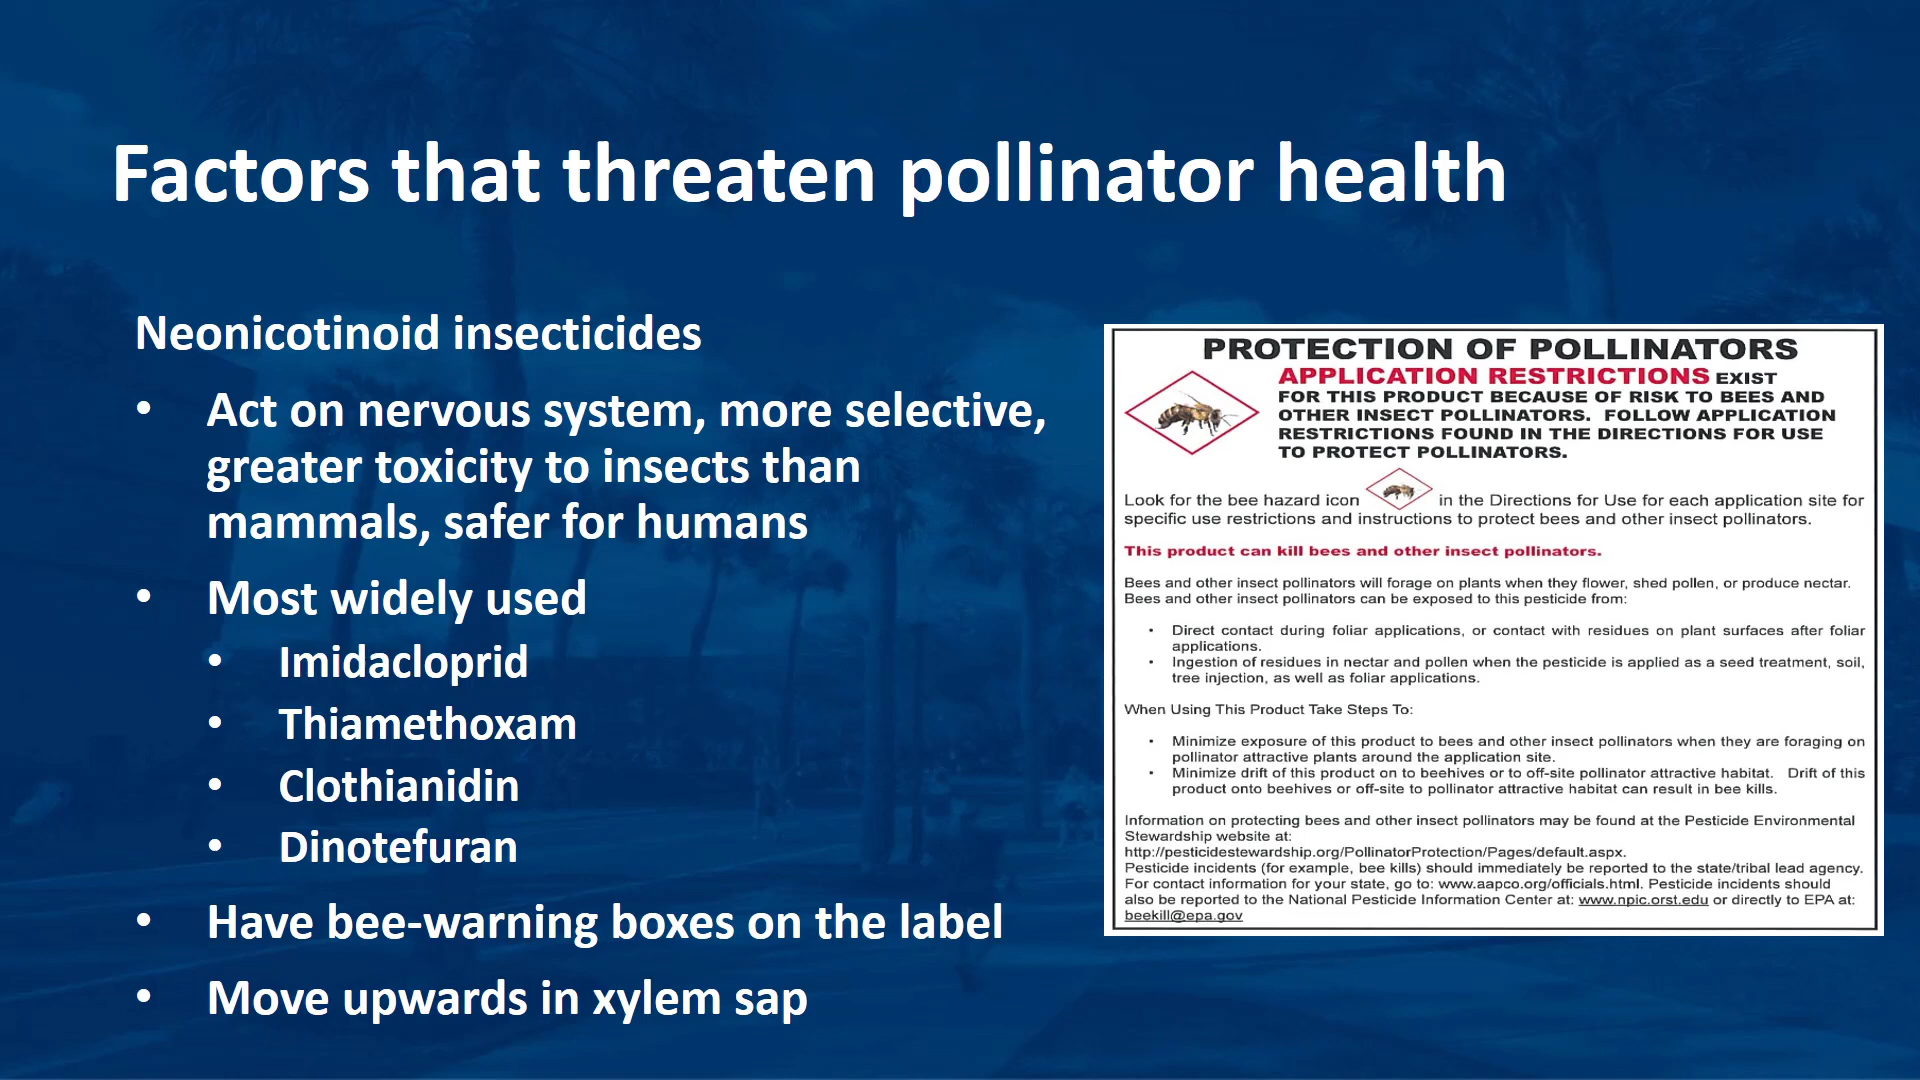 Factors that threaten pollinator health
Neonicotinoid insecticides
• Act on nervous system, more selective,
greater toxicity to insects than
mammals, safer for humans
• Most widely used
• Imidacloprid
• Thiamethoxam
• Clothianidin
• Dinotefuran
• Have bee-warning boxes on the label
• Move upwards in xylem sap
PROTECTION OF POLLINATORS
APPLICATION RESTRICTIONS EXIST
FOR THIS PRODUCT BECAUSE OF RISK TO BEES AND
OTHER INSECT POLLINATORS. FOLLOW APPLICATION
RESTRICTIONS FOUND IN THE DIRECTIONS FOR USE
TO PROTECT POLLINATORS.
Look for the bee hazard icon in the Directions for Use for each application site for
specific use restrictions and instructions to protect bees and other insect pollinators.
This product can kill bees and other insect pollinators.
Bees and other insect pollinators will forage on plants when they flower, shed pollen, or produce nectar.
Bees and other insect pollinators can be exposed to this pesticide from:
• Direct contact during foliar applications, or contact with residues on plant surfaces after foliar
applications.
• Ingestion of residues in nectar and pollen when the pesticide is applied as a seed treatment, soil,
tree injection, as well as foliar applications.
When Using This Product Take Steps To:
• Minimize exposure of this product to bees and other insect pollinators when they are foraging on
pollinator attractive plants around the application site.
• Minimize drift of this product on to beehives or to off-site pollinator attractive habitat. Drift of this
product onto beehives or off-site to pollinator attractive habitat can result in bee kills.
Information on protecting bees and other insect pollinators may be found at the Pesticide Environmental
Stewardship website at:
http://pesticidestewardship.org/PollinatorProtection/Pages/default.aspx.
Pesticide incidents (for example, bee kills) should immediately be reported to the state/tribal lead agency.
For contact information for your state, go to: www.aapco.org/officials.html. Pesticide incidents should
also be reported to the National Pesticide Information Center at: www.npic.orst.edu or directly to EPA at:
beekill@epa.gov